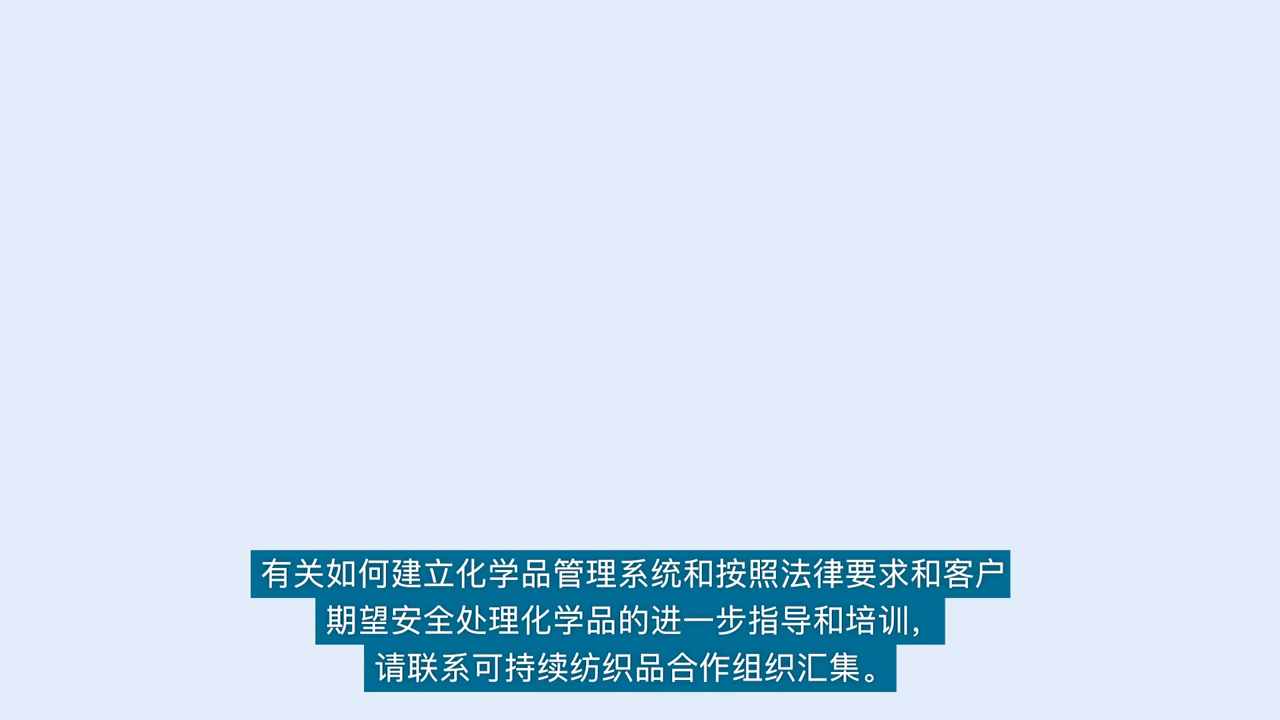 有关如何建立化学品管理系统和按照法律要求和客户
期望安全处理化学品的进一步指导和培训，
请联系可持续纺织品合作组织汇集。